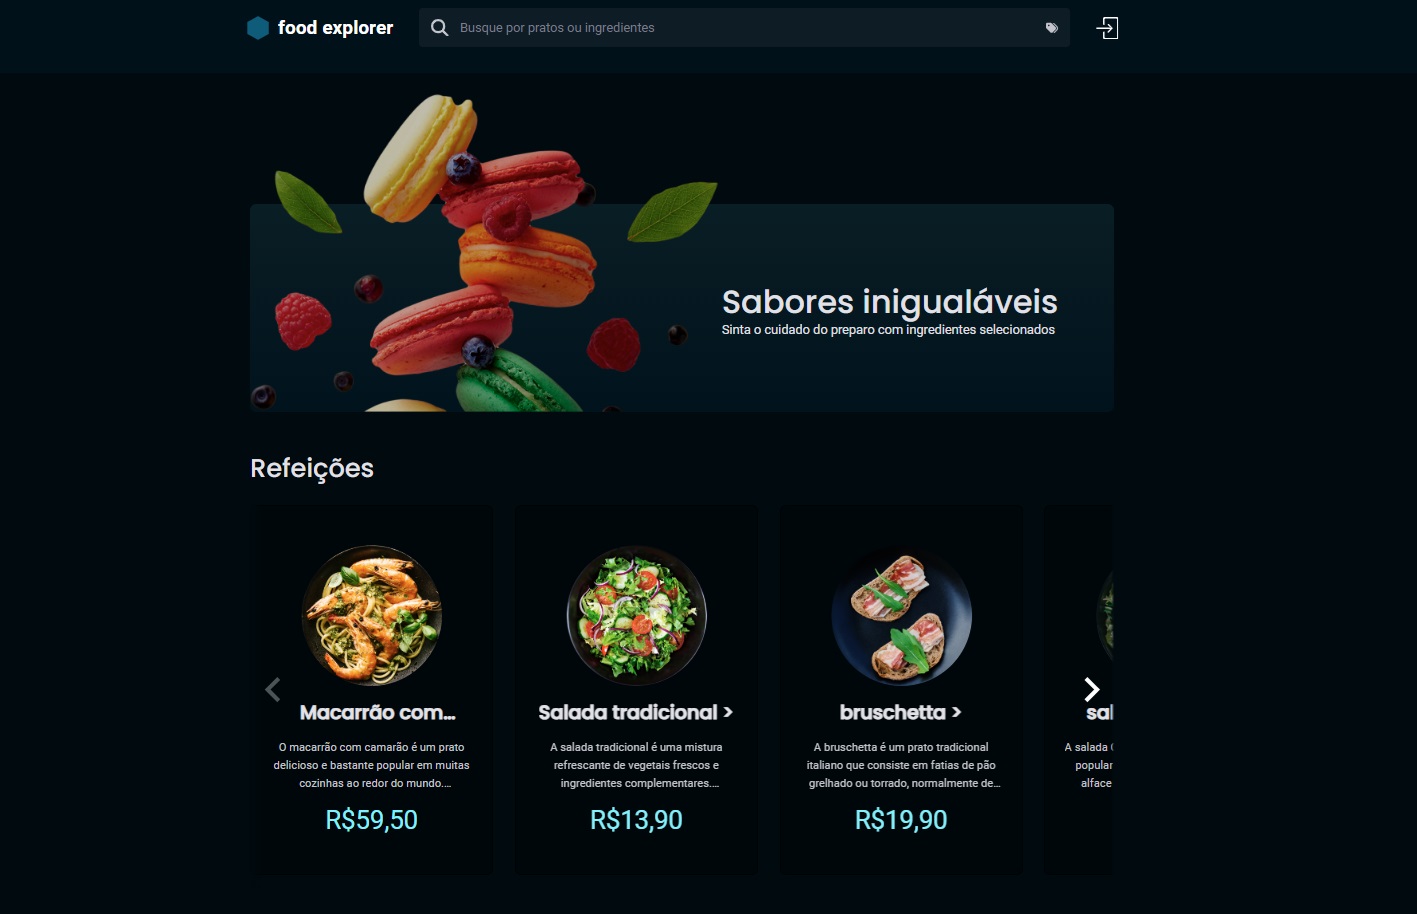 food explorer
Busque por pratos ou ingredientes
Sabores inigualáveis
Sinta o cuidado do preparo com ingredientes selecionados
Refeições
Macarrão com...
O macarrão com camarão é um prato
delicioso e bastante popular em muitas
cozinhas ao redor do mundo....
R$59,50
Salada tradicional >
A salada tradicional é uma mistura
refrescante de vegetais frescos e
ingredientes complementares....
R$13,90
bruschetta >
A bruschetta é um prato tradicional
italiano que consiste em fatias de pão
grelhado ou torrado, normalmente de...
R$19,90
sal
A salada
popular
alface